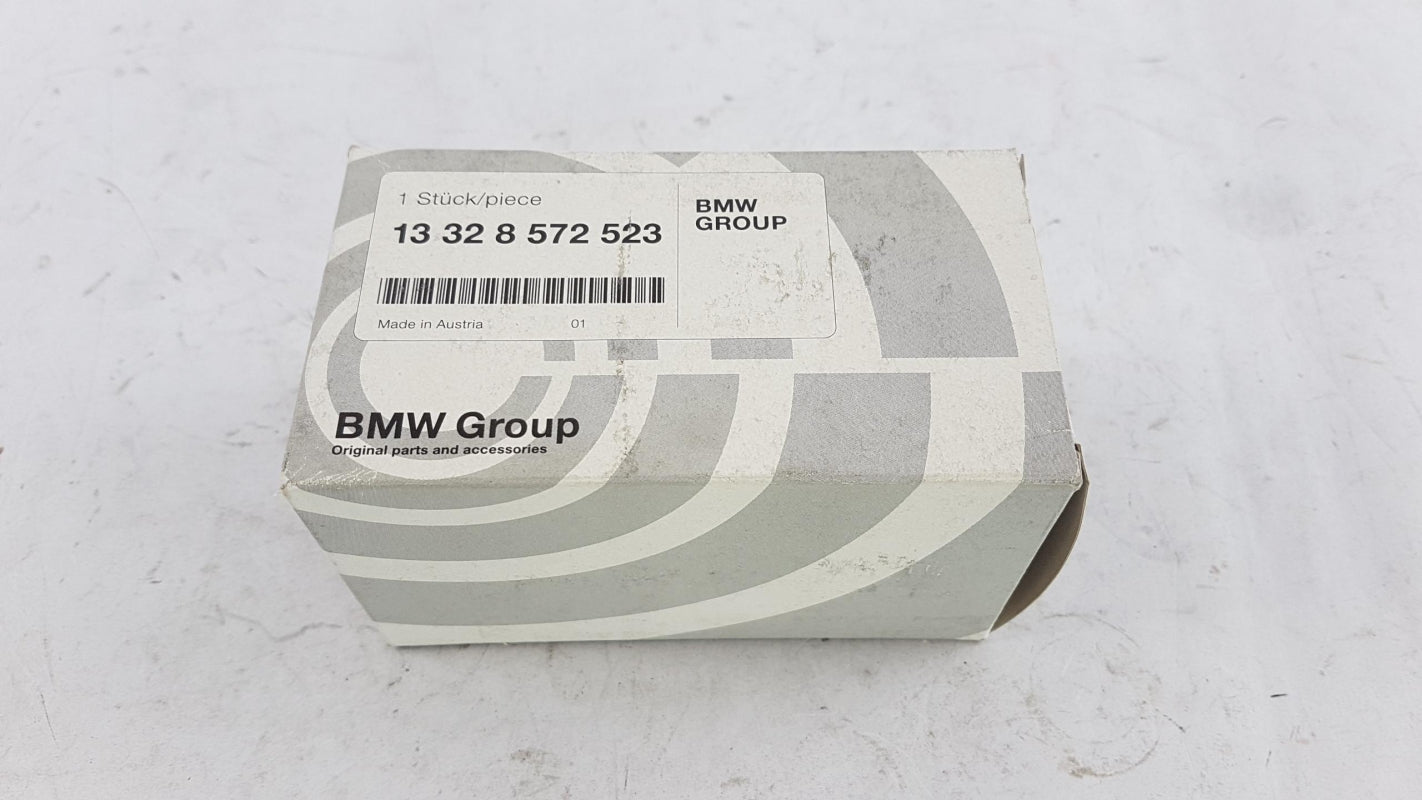 1 Stück/piece
13 32 8 572 523
Made in Austria 01
BMW
GROUP
BMW Group
Original parts and accessories